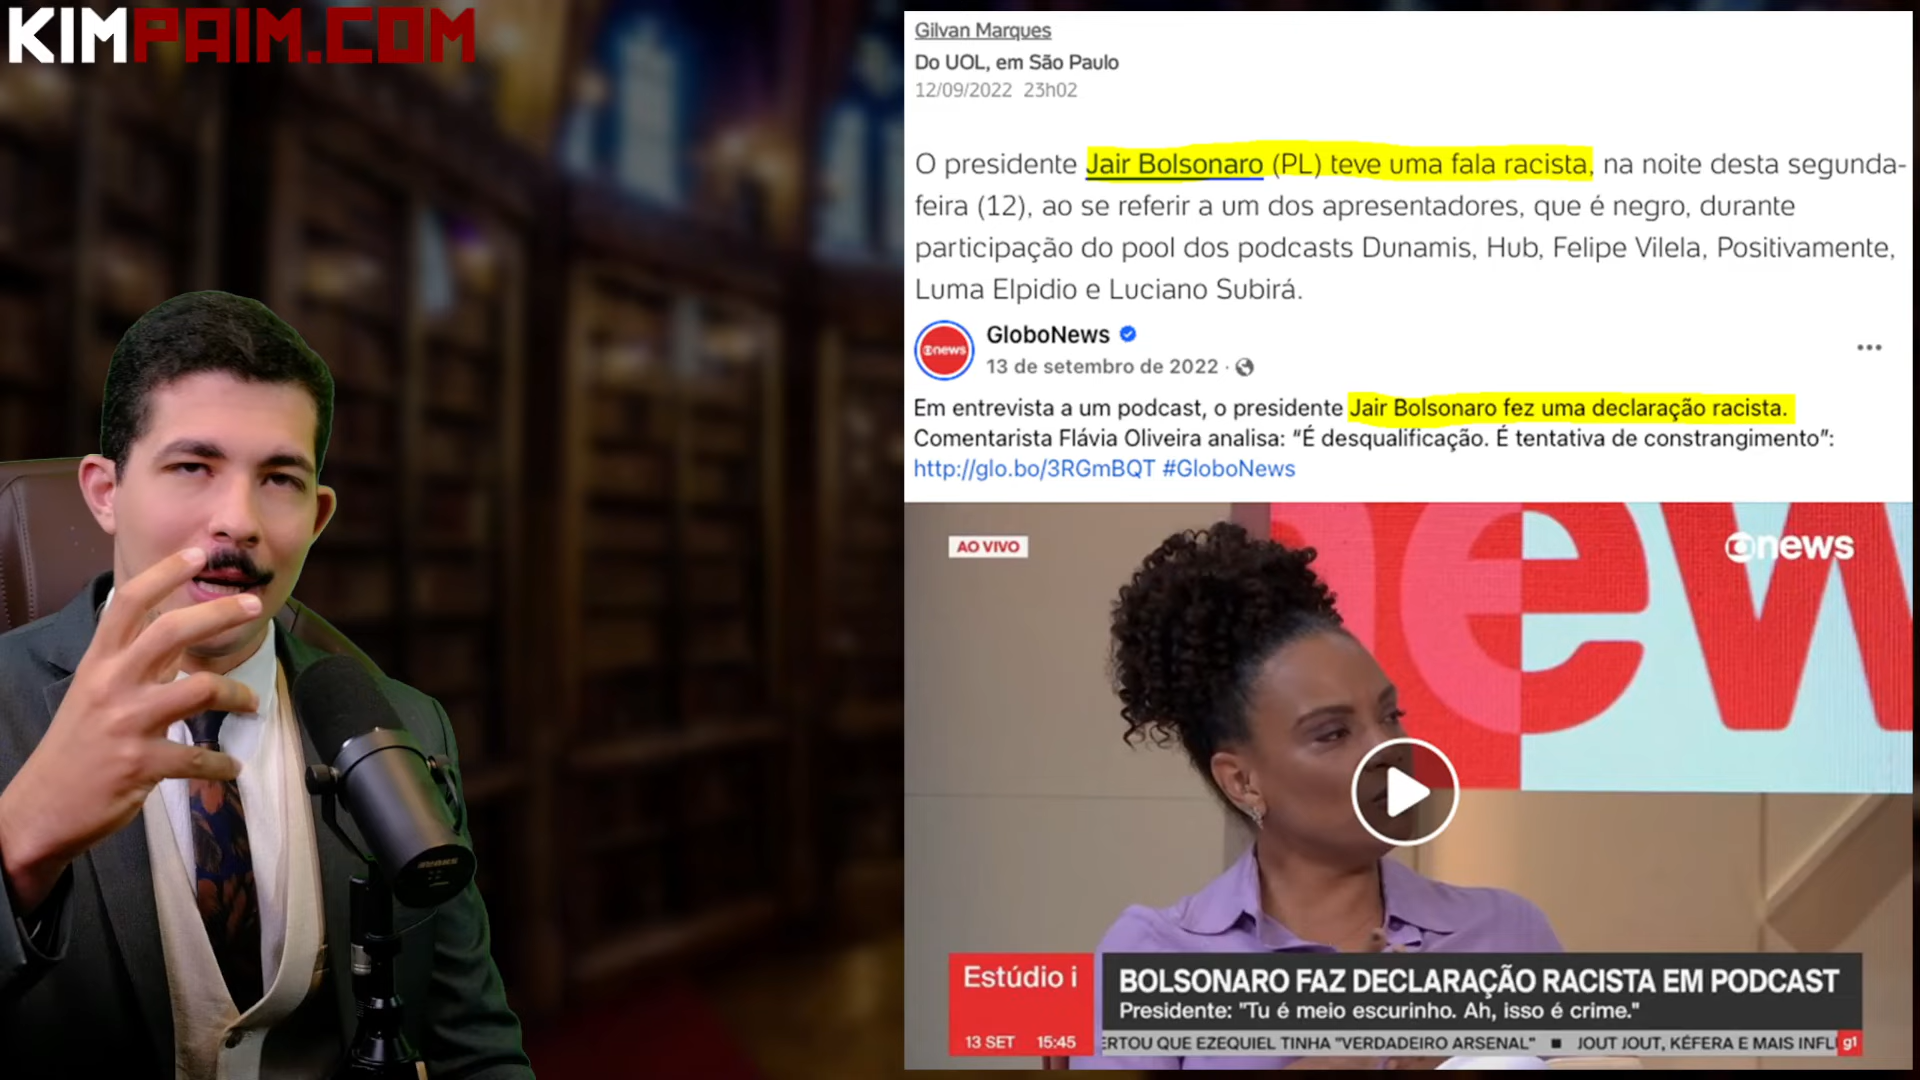 KIMPAIM.COM
Gilvan Marques
Do UOL, em São Paulo
12/09/2022 23h02
O presidente Jair Bolsonaro (PL) teve uma fala racista, na noite desta segunda-
feira (12), ao se referir a um dos apresentadores, que é negro, durante
participação do pool dos podcasts Dunamis, Hub, Felipe Vilela, Positivamente,
Luma Elpidio e Luciano Subirá.
news
GloboNews
13 de setembro de 2022 ·
Em entrevista a um podcast, o presidente Jair Bolsonaro fez uma declaração racista.
Comentarista Flávia Oliveira analisa: “É desqualificação. É tentativa de constrangimento”:
http://glo.bo/3RGmBQT #GloboNews
AO VIVO
news
ew
Estúdio i
BOLSONARO FAZ DECLARAÇÃO RACISTA EM PODCAST
Presidente: "Tu é meio escurinho. Ah, isso é crime."
13 SET 15:45
ERTOU QUE EZEQUIEL TINHA "VERDADEIRO ARSENAL" ■ JOUT JOUT, KÉFERA E MAIS INFL
g1